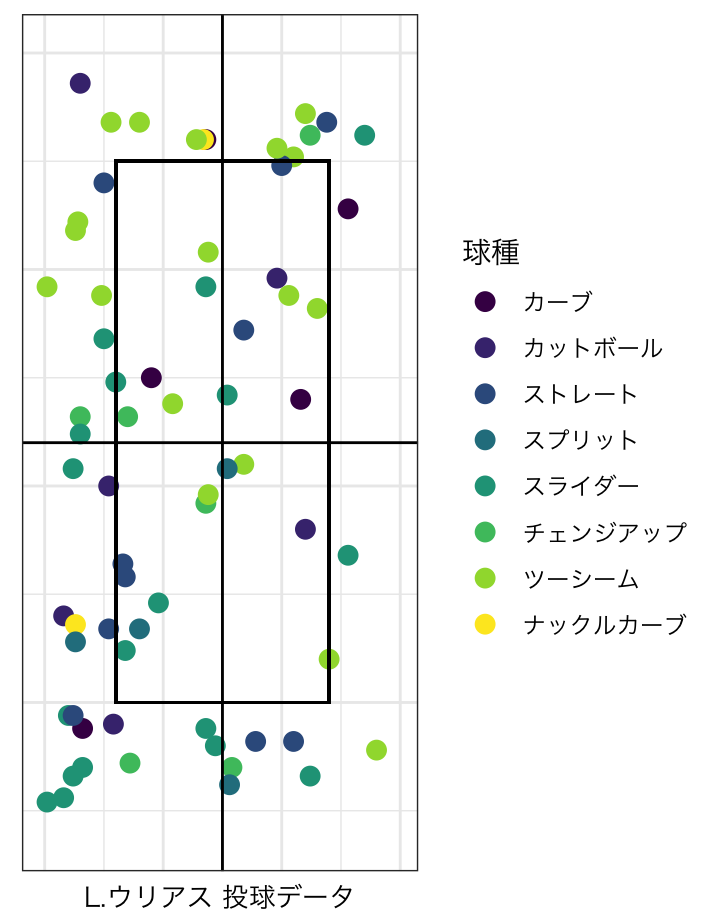 球種
カーブ
カットボール
ストレート
スプリット
スライダー
チェンジアップ
ツーシーム
ナックルカーブ
L.ウリアス 投球データ